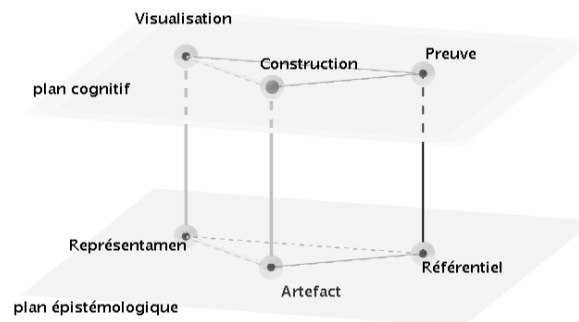 Visualisation
Preuve
Construction
plan cognitif
Représentamen
Référentiel
Artefact
plan épistémologique